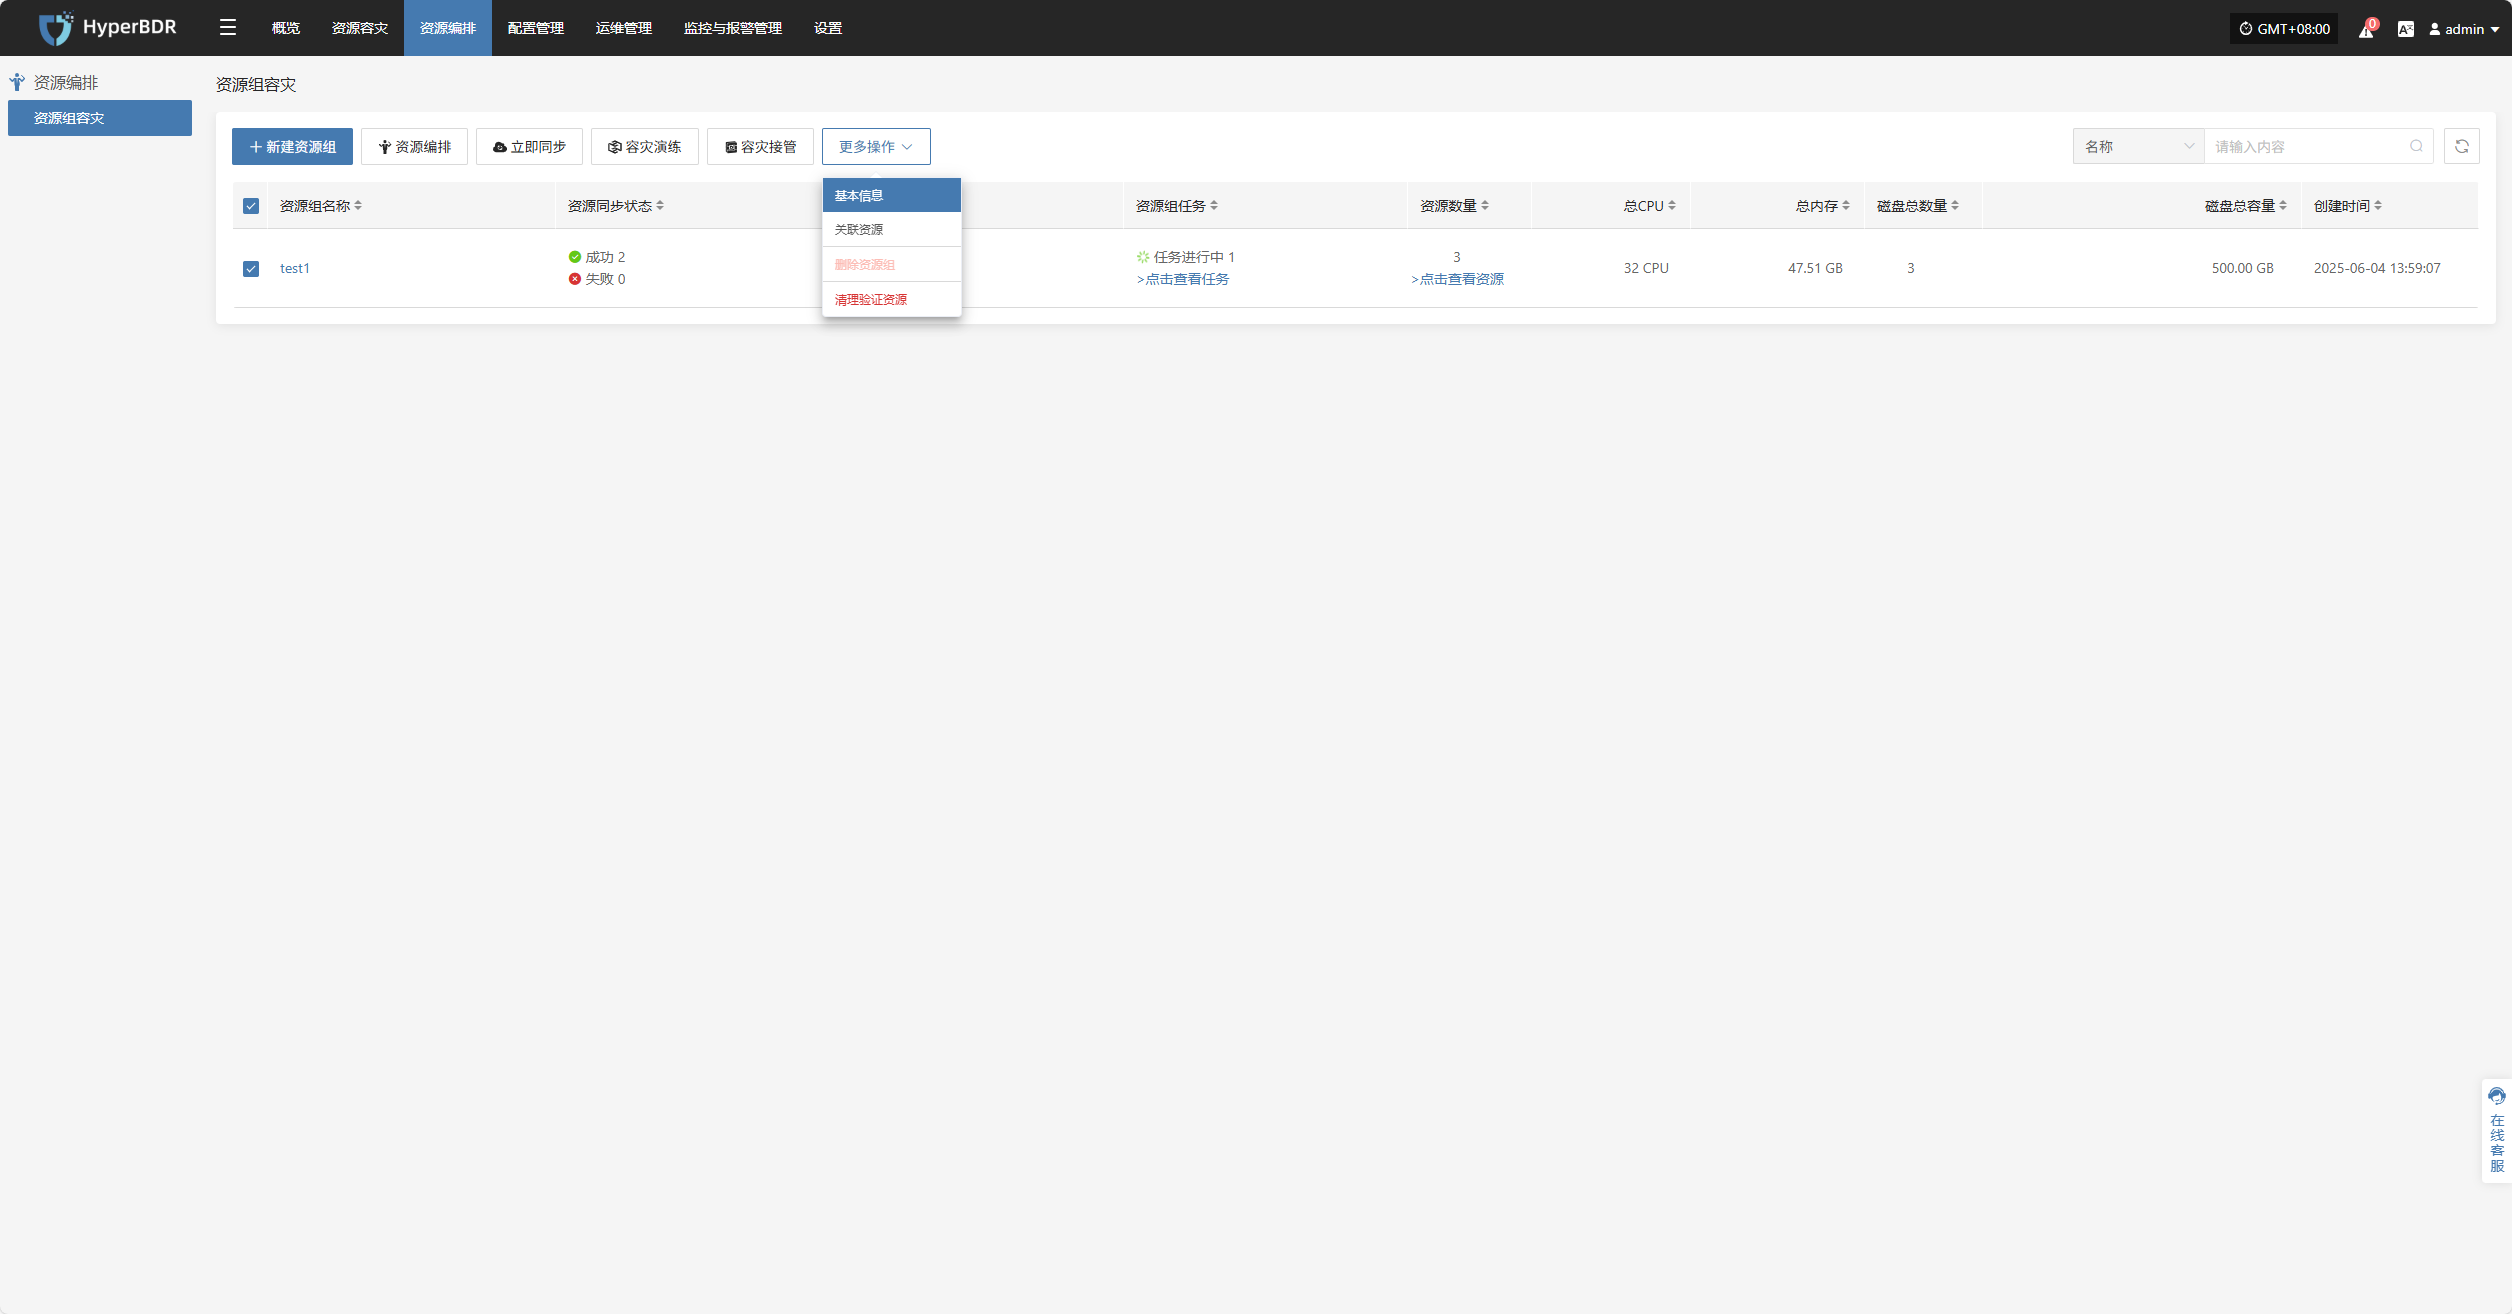 HyperBDR
概览
资源容灾
资源编排
配置管理
运维管理
监控与报警管理
设置
GMT+08:00
0
admin
资源编排
资源组容灾
资源组容灾
新建资源组
资源编排
立即同步
容灾演练
容灾接管
更多操作
名称
请输入内容
基本信息
关联资源
删除资源组
清理验证资源
资源组名称
资源同步状态
资源组任务
资源数量
总CPU
总内存
磁盘总数量
磁盘总容量
创建时间
test1
成功 2
失败 0
任务进行中 1
>点击查看任务
3
>点击查看资源
32 CPU
47.51 GB
3
500.00 GB
2025-06-04 13:59:07
在线客服